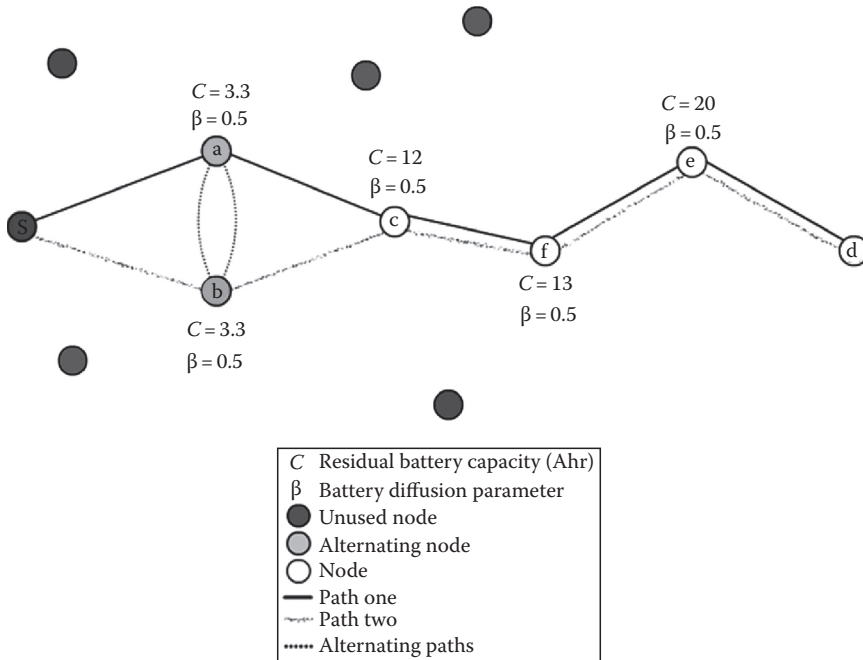 C = 3.3
β = 0.5
a
C = 20
β = 0.5
e
C = 12
β = 0.5
S
c
f
d
b
C = 13
β = 0.5
C = 3.3
β = 0.5
C Residual battery capacity (Ahr)
β Battery diffusion parameter
Unused node
Alternating node
Node
Path one
Path two
Alternating paths